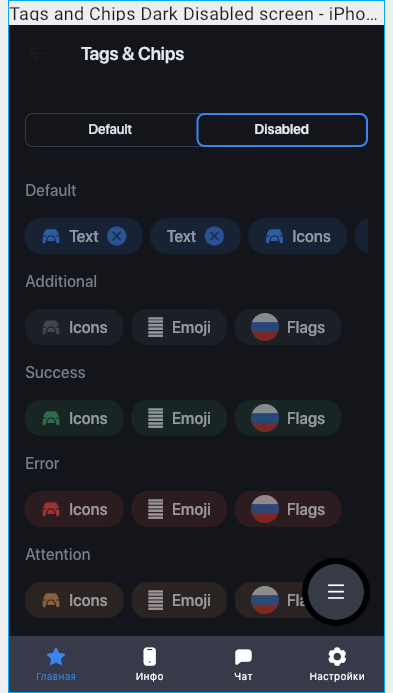 Tags and Chips Dark Disabled screen - iPho...
Tags & Chips
Default Disabled
Default
Text Text Icons
Additional
Icons Emoji Flags
Success
Icons Emoji Flags
Error
Icons Emoji Flags
Attention
Icons Emoji Fla
Главная Инфо Чат Настройки